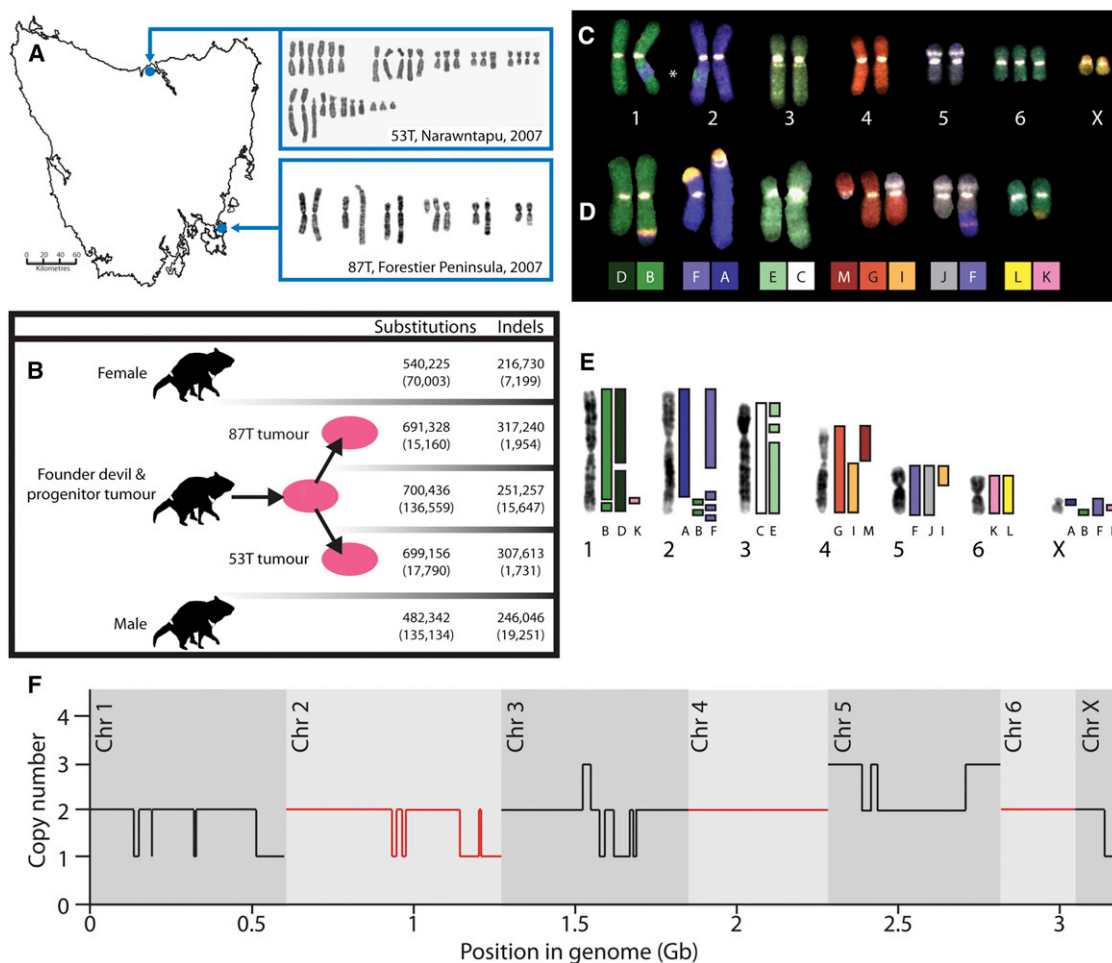 A
53T, Narawntapu, 2007
87T, Forestier Peninsula, 2007
0 20 40 60
Kilometres
B
Substitutions Indels
Female
540,225 216,730
(70,003) (7,199)
87T tumour
691,328 317,240
(15,160) (1,954)
Founder devil &
progenitor tumour
700,436 251,257
(136,559) (15,647)
53T tumour
699,156 307,613
(17,790) (1,731)
Male
482,342 246,046
(135,134) (19,251)
C
*
1 2 3 4 5 6 X
D
D B F A E C M G I J F L K
E
B D K A B F C E G I M F J I K L A B F
1 2 3 4 5 6 X
F
Chr 1
Chr 2
Chr 3
Chr 4
Chr 5
Chr 6
Chr X
Copy number
4
3
2
1
0
0 0.5 1 1.5 2 2.5 3
Position in genome (Gb)